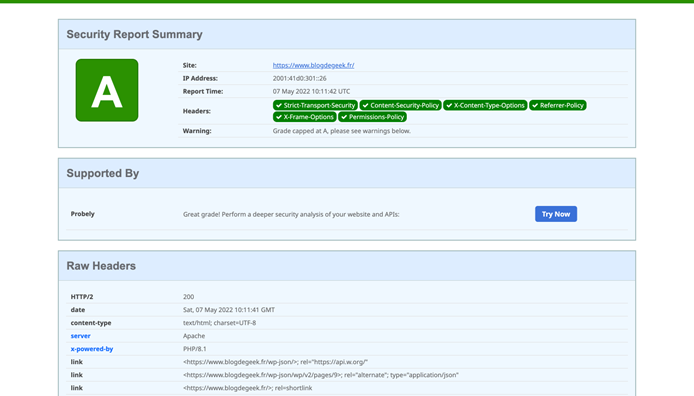 Security Report Summary
A
Site: https://www.blogdegeek.fr/
IP Address: 2001:41d0:301::26
Report Time: 07 May 2022 10:11:42 UTC
Headers: Strict-Transport-Security Content-Security-Policy X-Content-Type-Options Referrer-Policy
X-Frame-Options Permissions-Policy
Warning: Grade capped at A, please see warnings below.
Supported By
Probely Great grade! Perform a deeper security analysis of your website and APIs: Try Now
Raw Headers
HTTP/2 200
date Sat, 07 May 2022 10:11:41 GMT
content-type text/html; charset=UTF-8
server Apache
x-powered-by PHP/8.1
link <https://www.blogdegeek.fr/wp-json/>; rel="https://api.w.org/"
link <https://www.blogdegeek.fr/wp-json/wp/v2/pages/9>; rel="alternate"; type="application/json"
link <https://www.blogdegeek.fr/>; rel=shortlink